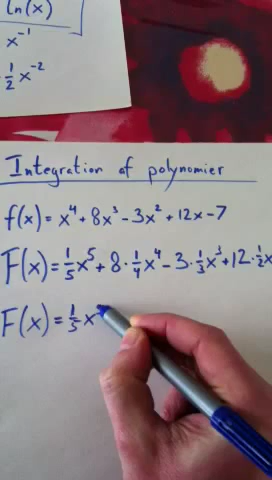 ln(x)
x⁻¹
-½x⁻²
Integration of polynomier
f(x) = x⁴ + 8x³ - 3x² + 12x - 7
F(x) = ⅕x⁵ + 8·¼x⁴ - 3·⅓x³ + 12·½x
F(x) = ⅕x